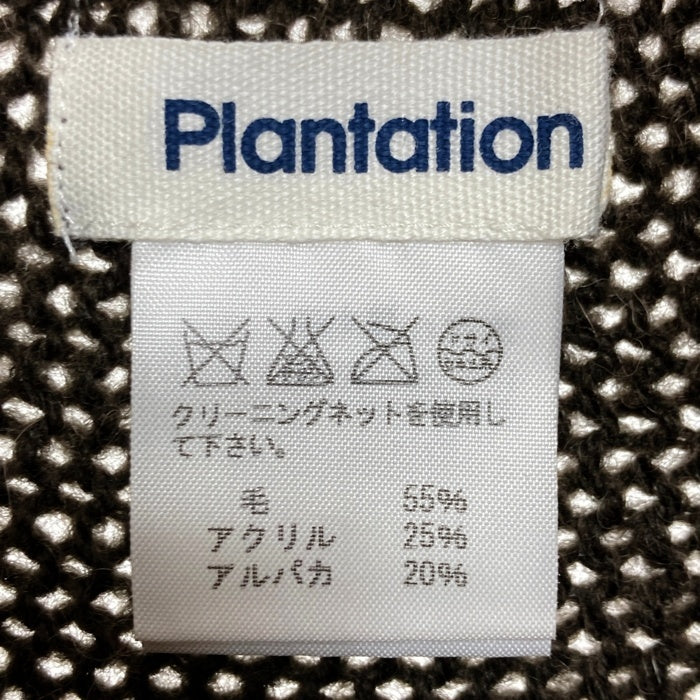 Plantation
クリーニングネットを使用し
て下さい。
毛 55%
アクリル 25%
アルパカ 20%